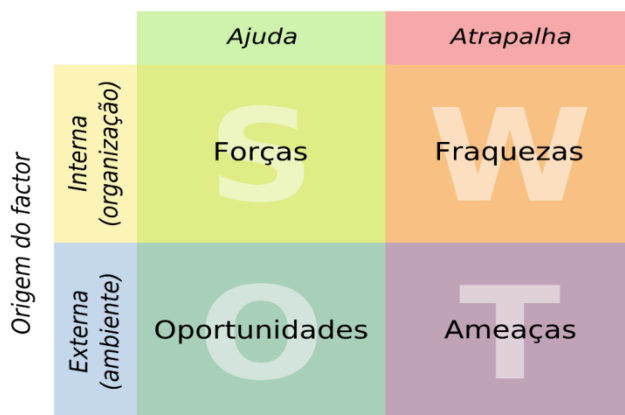 Ajuda
Atrapalha
Origem do factor
Interna
(organização)
S
Forças
W
Fraquezas
Externa
(ambiente)
O
Oportunidades
T
Ameaças